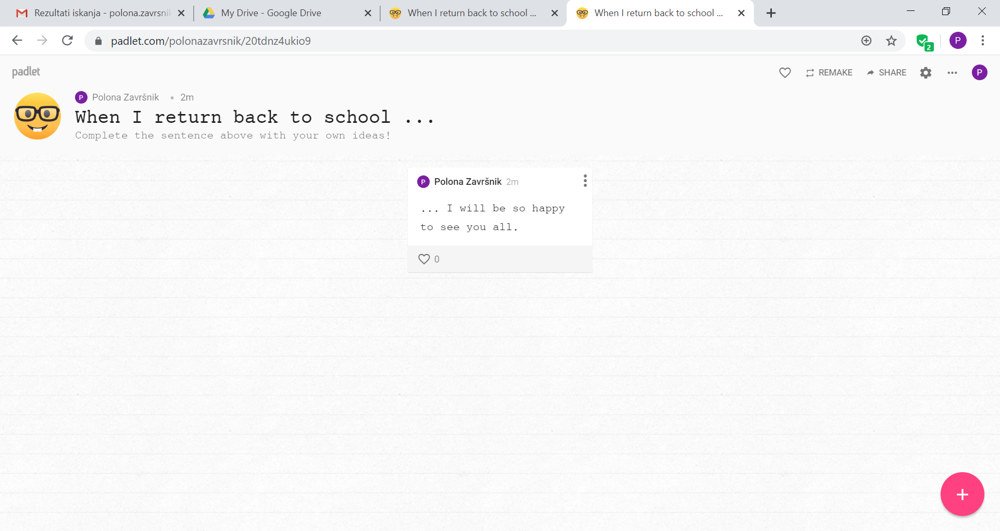 Rezultati iskanja - polona.zavrsni
My Drive - Google Drive
When I return back to school ...
When I return back to school ...
padlet.com/polonazavrsnik/20tdnz4ukio9
2
P
padlet
REMAKE
SHARE
P
P Polona Završnik • 2m
When I return back to school ...
Complete the sentence above with your own ideas!
P Polona Završnik 2m
... I will be so happy
to see you all.
0